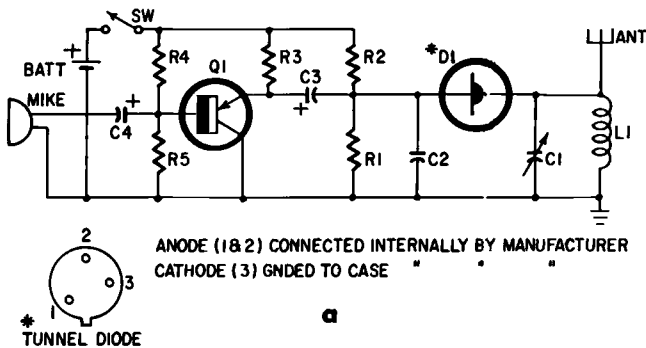 SW
BATT
+
MIKE
C4
+
R4
R5
Q1
R3
C3
+
R2
R1
C2
*D1
C1
ANT
L1
ANODE (1&2) CONNECTED INTERNALLY BY MANUFACTURER
CATHODE (3) GNDED TO CASE " " "
2
3
1
*
TUNNEL DIODE
a